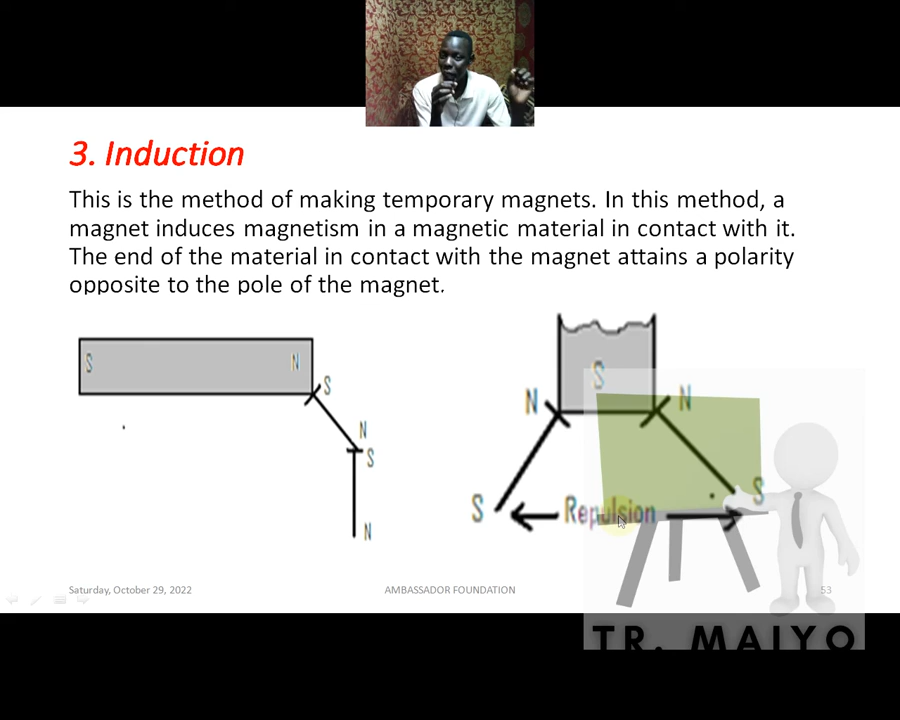 3. Induction
This is the method of making temporary magnets. In this method, a
magnet induces magnetism in a magnetic material in contact with it.
The end of the material in contact with the magnet attains a polarity
opposite to the pole of the magnet.
S N
S
N
S
N
S
N N
S S
Repulsion
Saturday, October 29, 2022 AMBASSADOR FOUNDATION 53
TR. MAIYO